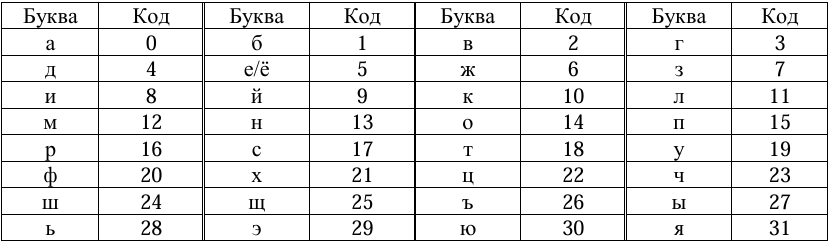 Буква Код Буква Код Буква Код Буква Код
а 0 б 1 в 2 г 3
д 4 е/ё 5 ж 6 з 7
и 8 й 9 к 10 л 11
м 12 н 13 о 14 п 15
р 16 с 17 т 18 у 19
ф 20 х 21 ц 22 ч 23
ш 24 щ 25 ъ 26 ы 27
ь 28 э 29 ю 30 я 31